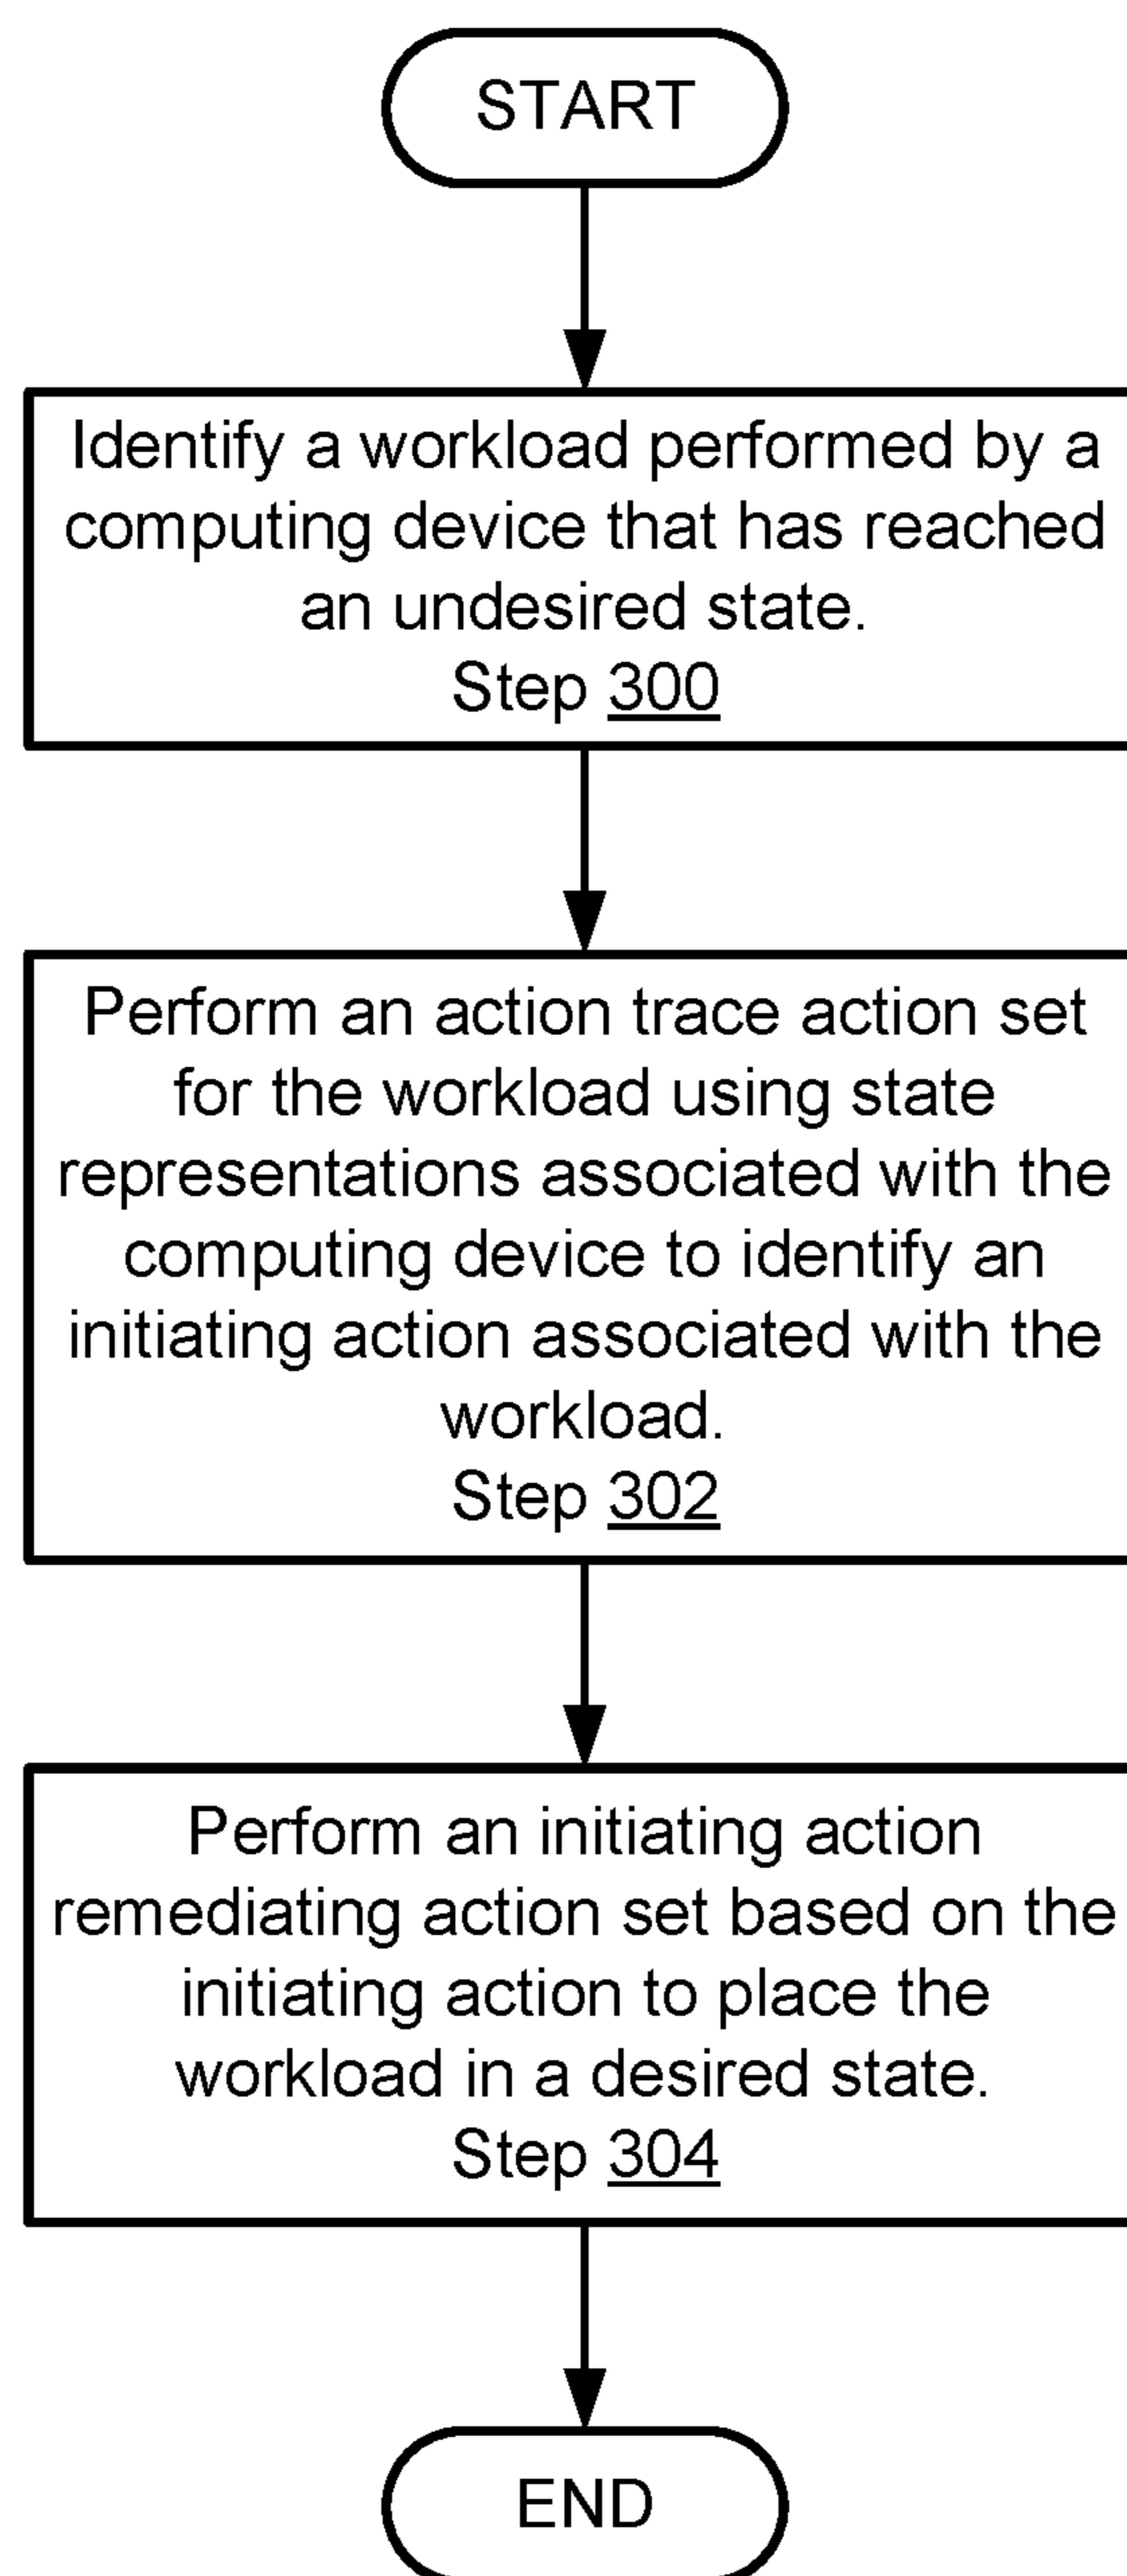 START
Identify a workload performed by a
computing device that has reached
an undesired state.
Step 300
Perform an action trace action set
for the workload using state
representations associated with the
computing device to identify an
initiating action associated with the
workload.
Step 302
Perform an initiating action
remediating action set based on the
initiating action to place the
workload in a desired state.
Step 304
END